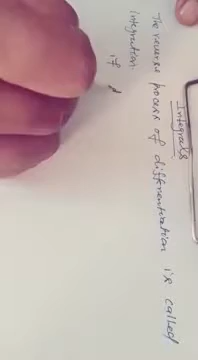 Integrals
The reverse process of differentiation is called
integration.
if d